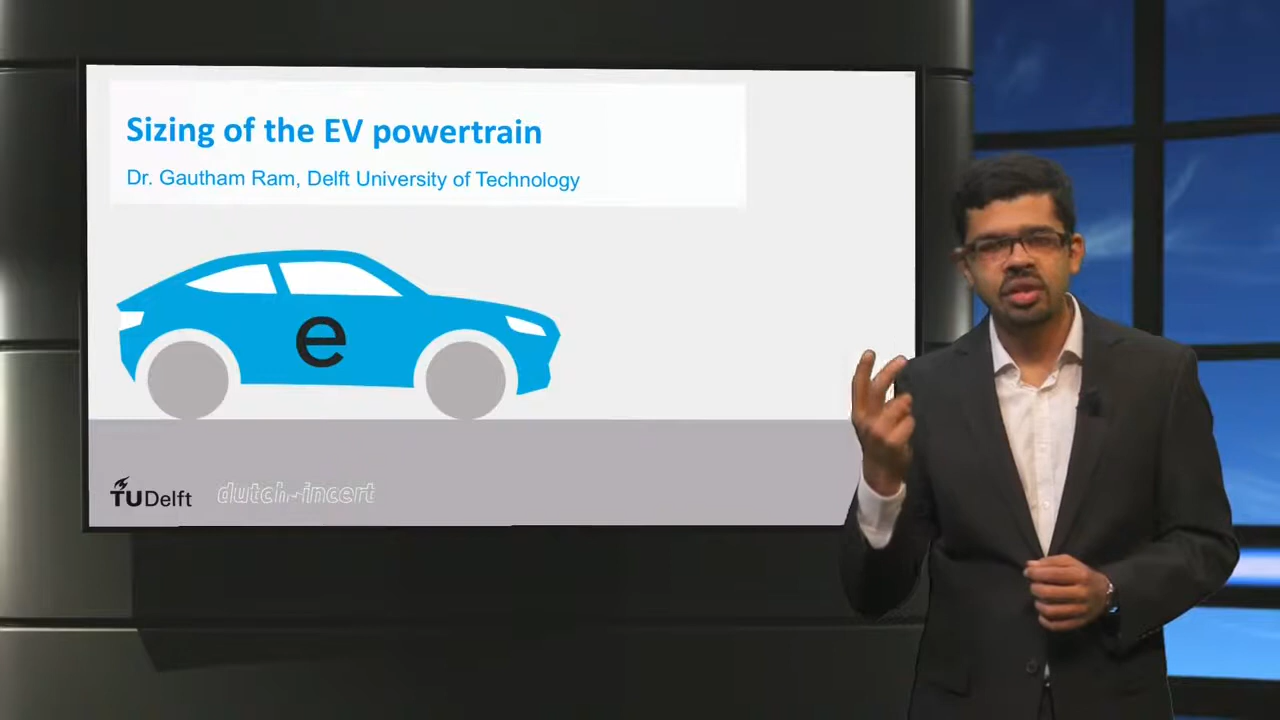 Sizing of the EV powertrain
Dr. Gautham Ram, Delft University of Technology
e
TUDelft
dutch-incert